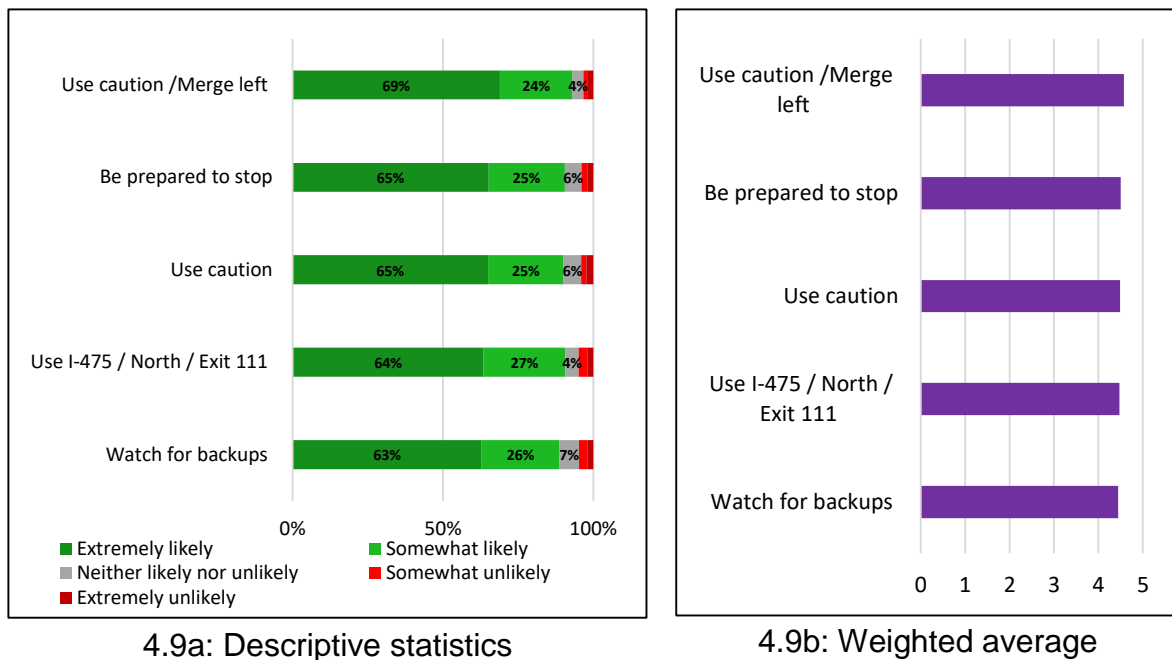 Use caution /Merge left
69% 24% 4%
Be prepared to stop
65% 25% 6%
Use caution
65% 25% 6%
Use I-475 / North / Exit 111
64% 27% 4%
Watch for backups
63% 26% 7%
0% 50% 100%
Extremely likely
Somewhat likely
Neither likely nor unlikely
Somewhat unlikely
Extremely unlikely
4.9a: Descriptive statistics
Use caution /Merge
left
Be prepared to stop
Use caution
Use I-475 / North /
Exit 111
Watch for backups
0 1 2 3 4 5
4.9b: Weighted average